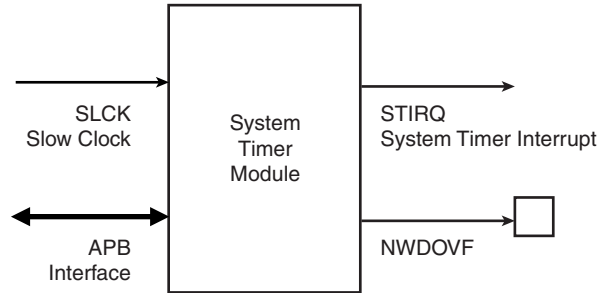 SLCK
Slow Clock
System
Timer
Module
STIRQ
System Timer Interrupt
APB
Interface
NWDOVF